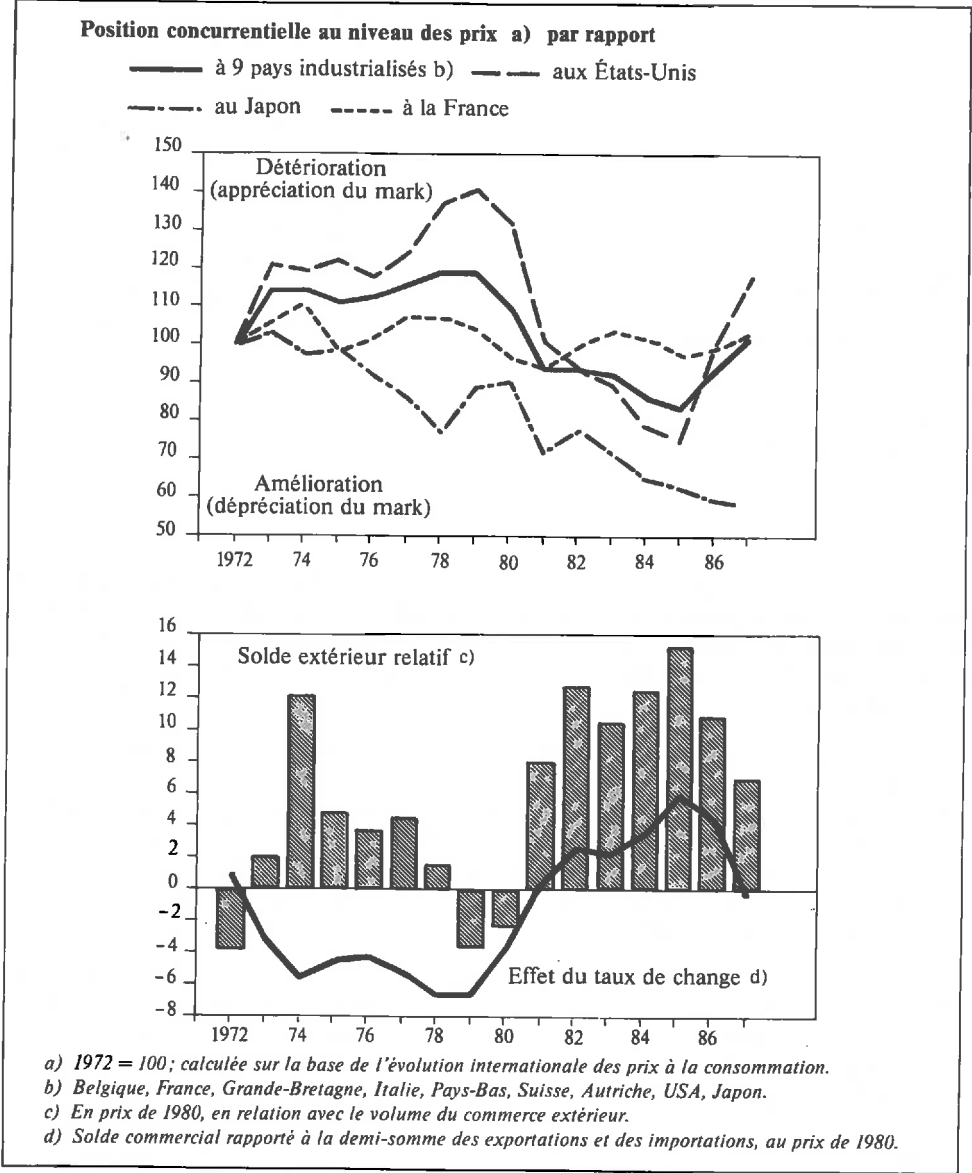 Position concurrentielle au niveau des prix a) par rapport
à 9 pays industrialisés b) aux États-Unis
au Japon à la France
150
140
130
120
110
100
90
80
70
60
50
Détérioration
(appréciation du mark)
Amélioration
(dépréciation du mark)
1972 74 76 78 80 82 84 86
16
14
12
10
8
6
4
2
0
-2
-4
-6
-8
Solde extérieur relatif c)
Effet du taux de change d)
1972 74 76 78 80 82 84 86
a) 1972 = 100 ; calculée sur la base de l'évolution internationale des prix à la consommation.
b) Belgique, France, Grande-Bretagne, Italie, Pays-Bas, Suisse, Autriche, USA, Japon.
c) En prix de 1980, en relation avec le volume du commerce extérieur.
d) Solde commercial rapporté à la demi-somme des exportations et des importations, au prix de 1980.